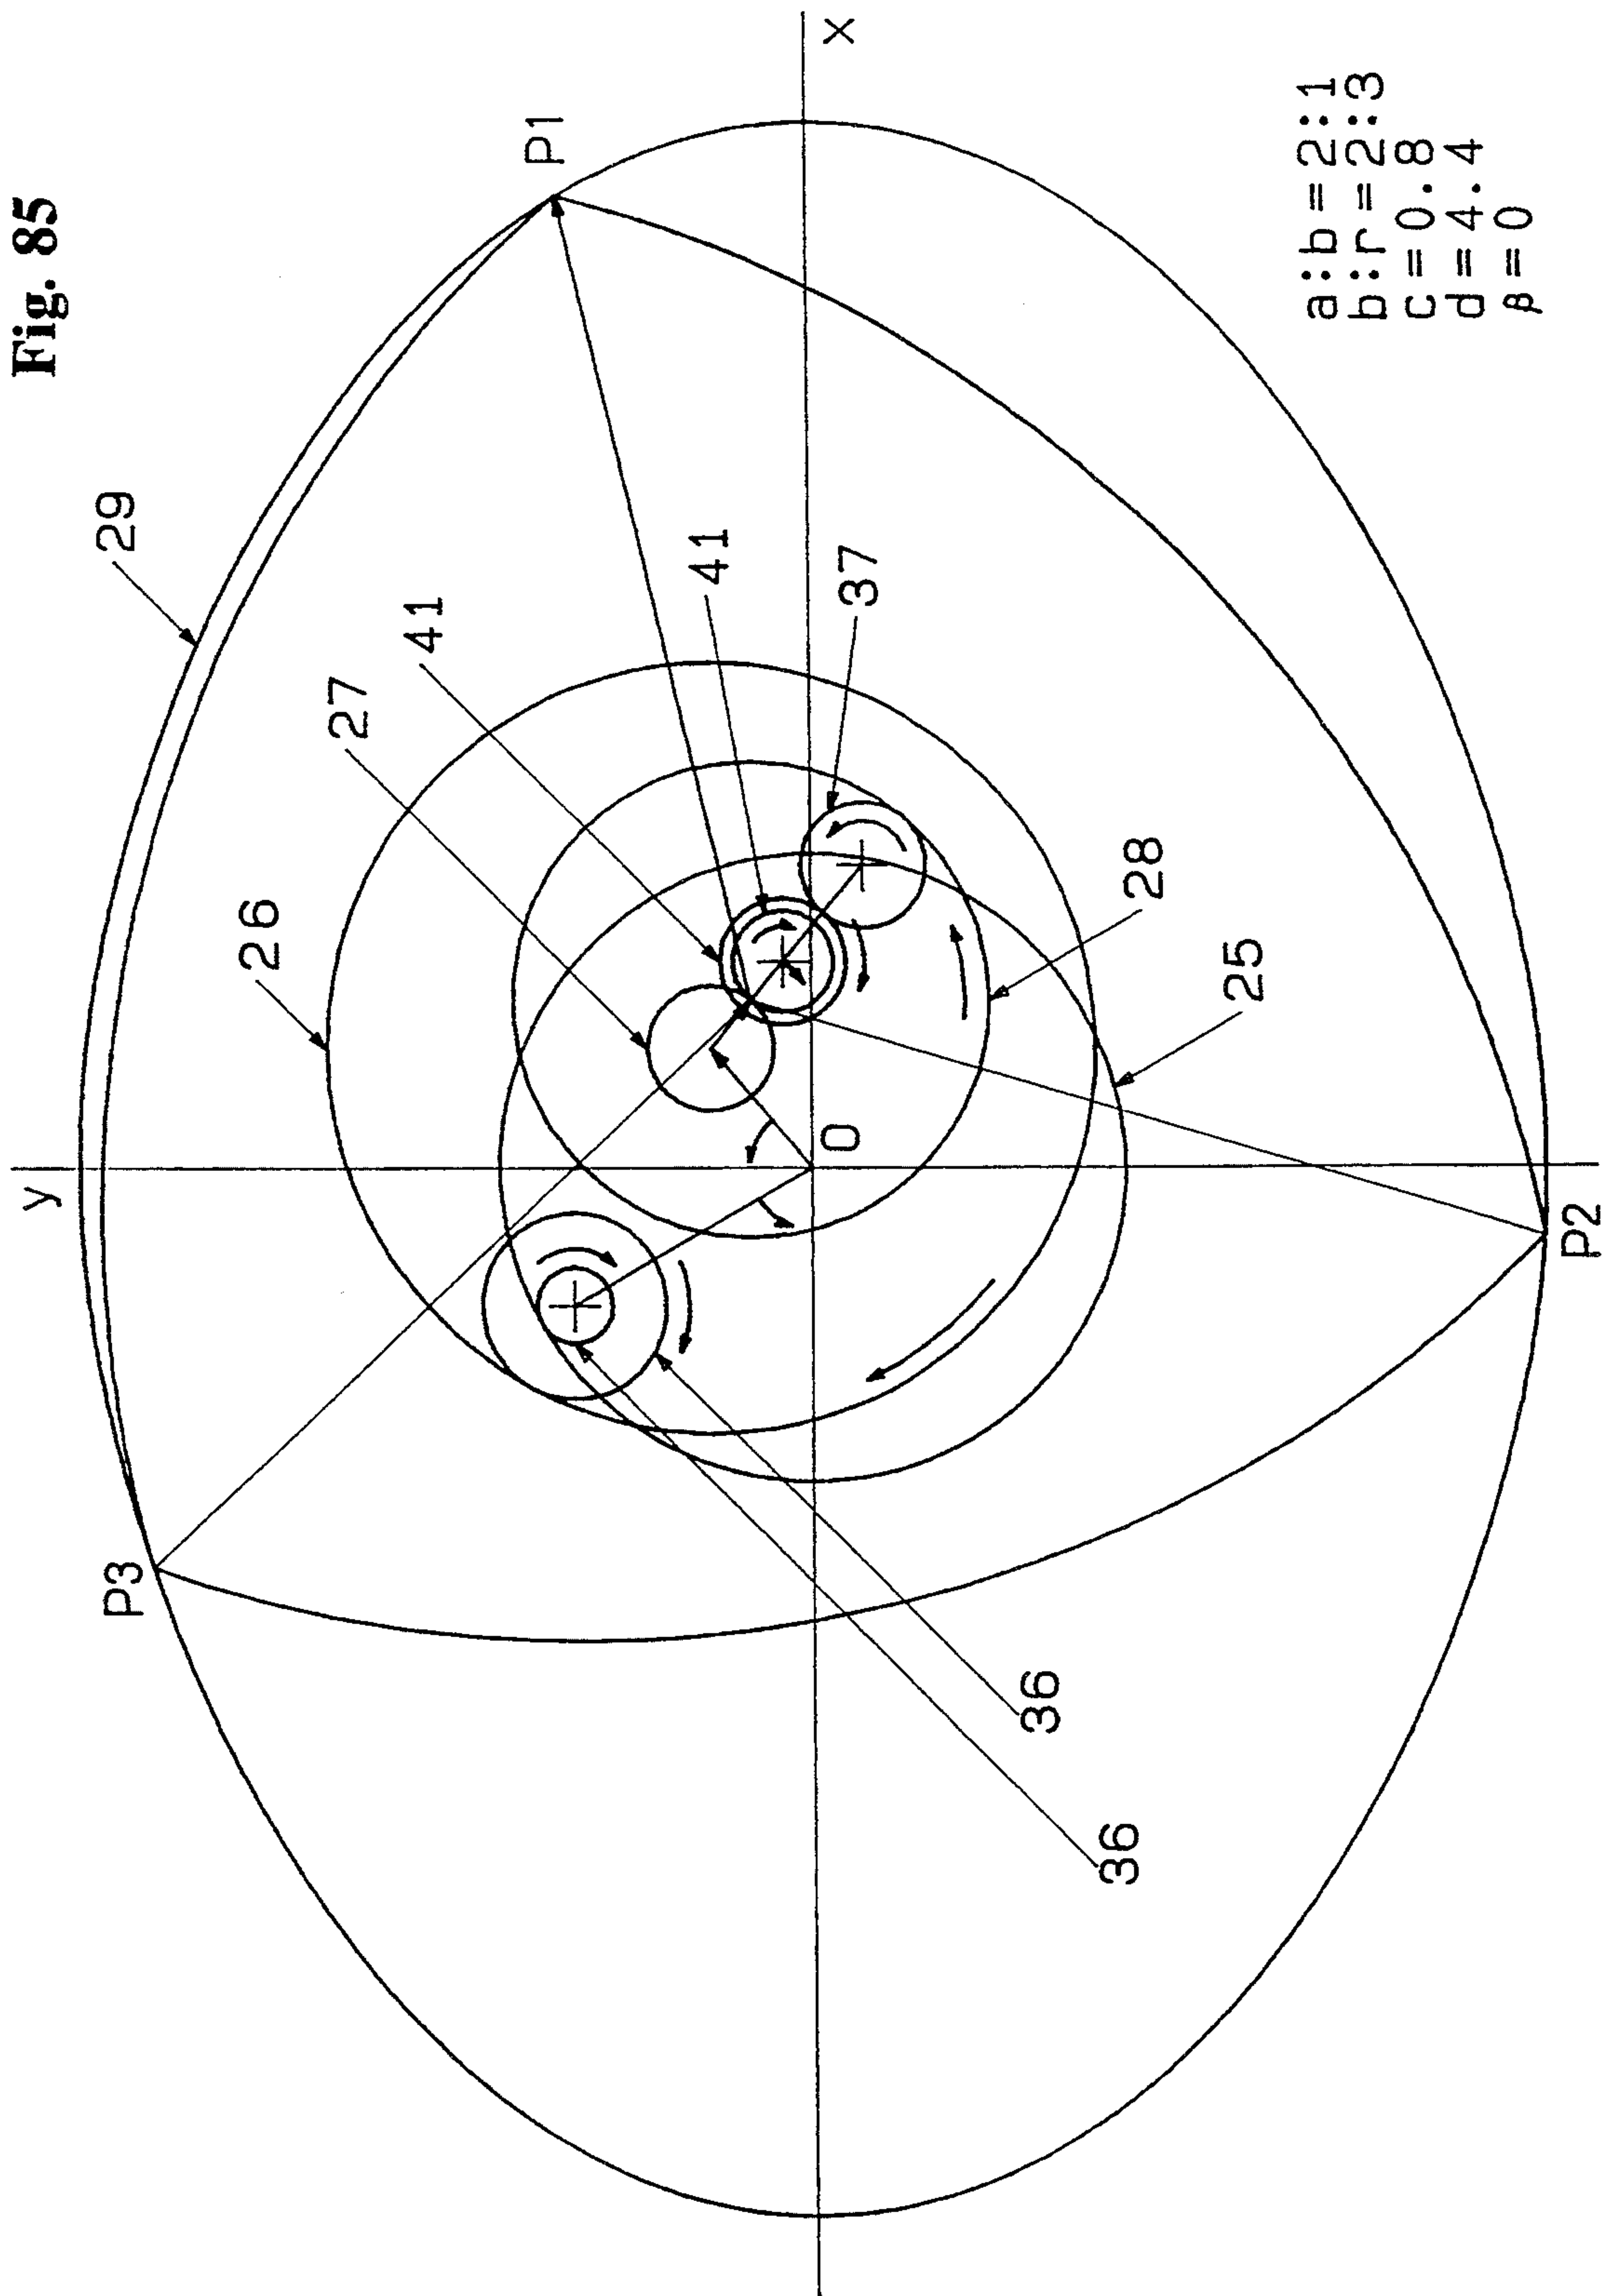 Fig. 85
y
P3
P1
29
41
27
41
26
37
x
0
28
25
36
36
P2
a:b=2:1
b:r=2:3
c=0.8
d=4.4
β=0